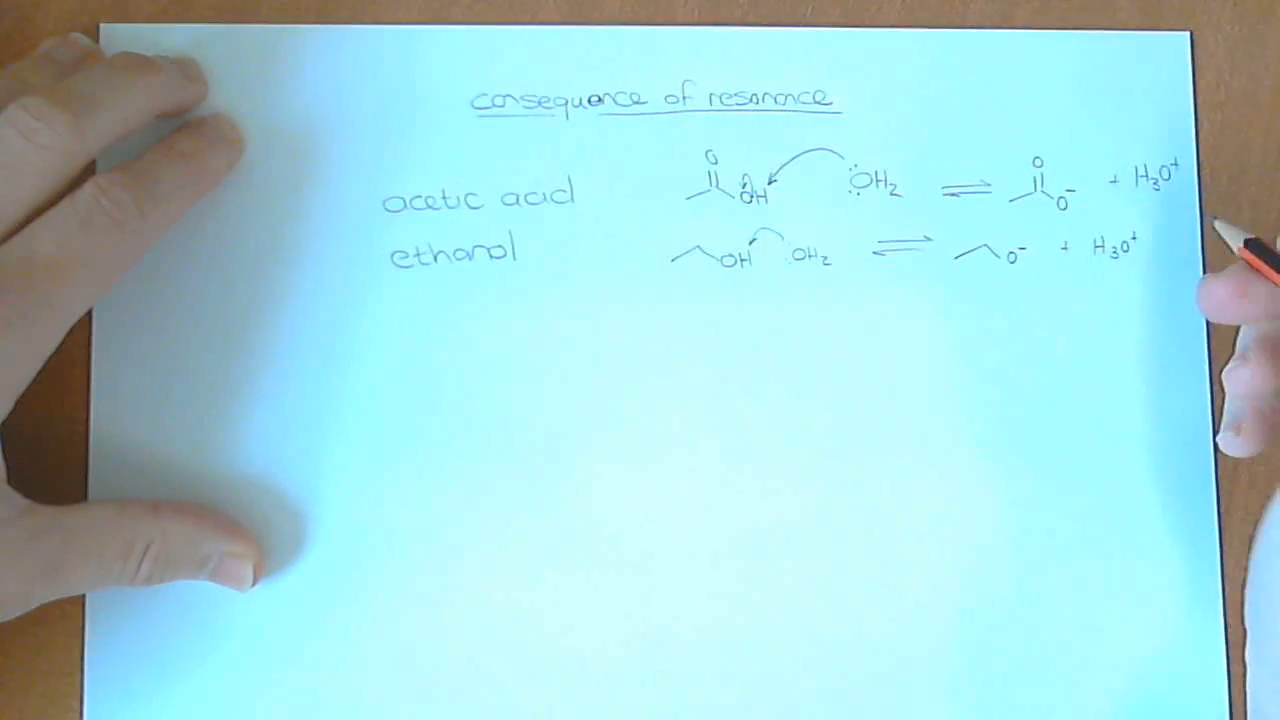 consequence of resonance
acetic acid O OH :OH₂ ⇌ O O⁻ + H₃O⁺
ethanol OH :OH₂ ⇌ O⁻ + H₃O⁺